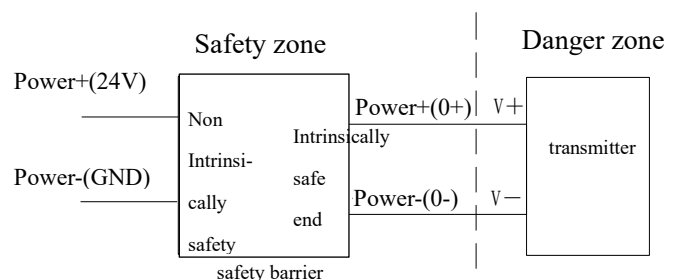 Safety zone
Danger zone
Power+(24V)
Power+(0+)
V+
Non
Intrinsically
transmitter
Intrinsi-
Power-(GND)
safe
cally
Power-(0-)
V-
end
safety
safety barrier